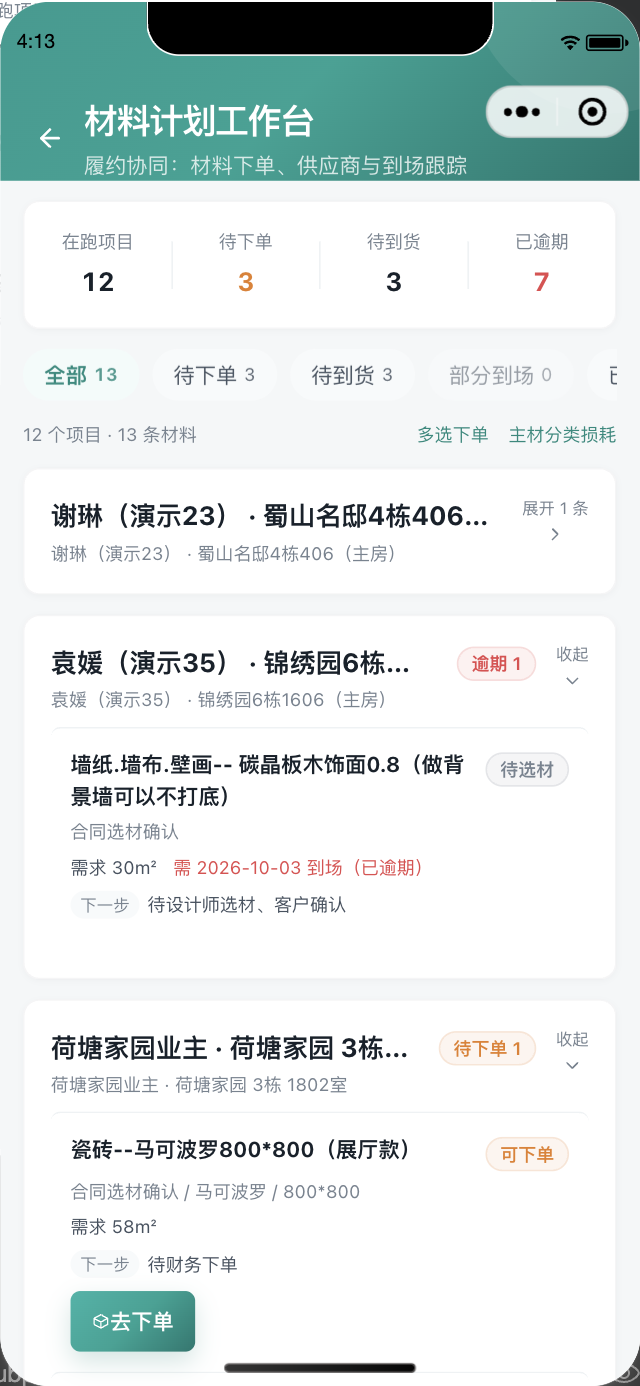 4:13
材料计划工作台
履约协同：材料下单、供应商与到场跟踪
在跑项目 待下单 待到货 已逾期
12 3 3 7
全部 13 待下单 3 待到货 3 部分到场 0
12 个项目 · 13 条材料 多选下单 主材分类损耗
谢琳（演示23） · 蜀山名邸4栋406... 展开 1 条
谢琳（演示23） · 蜀山名邸4栋406（主房）
袁媛（演示35） · 锦绣园6栋... 逾期 1 收起
袁媛（演示35） · 锦绣园6栋1606（主房）
墙纸.墙布.壁画-- 碳晶板木饰面0.8（做背 待选材
景墙可以不打底）
合同选材确认
需求 30m² 需 2026-10-03 到场（已逾期）
下一步 待设计师选材、客户确认
荷塘家园业主 · 荷塘家园 3栋... 待下单 1 收起
荷塘家园业主 · 荷塘家园 3栋 1802室
瓷砖--马可波罗800*800（展厅款） 可下单
合同选材确认 / 马可波罗 / 800*800
需求 58m²
下一步 待财务下单
去下单